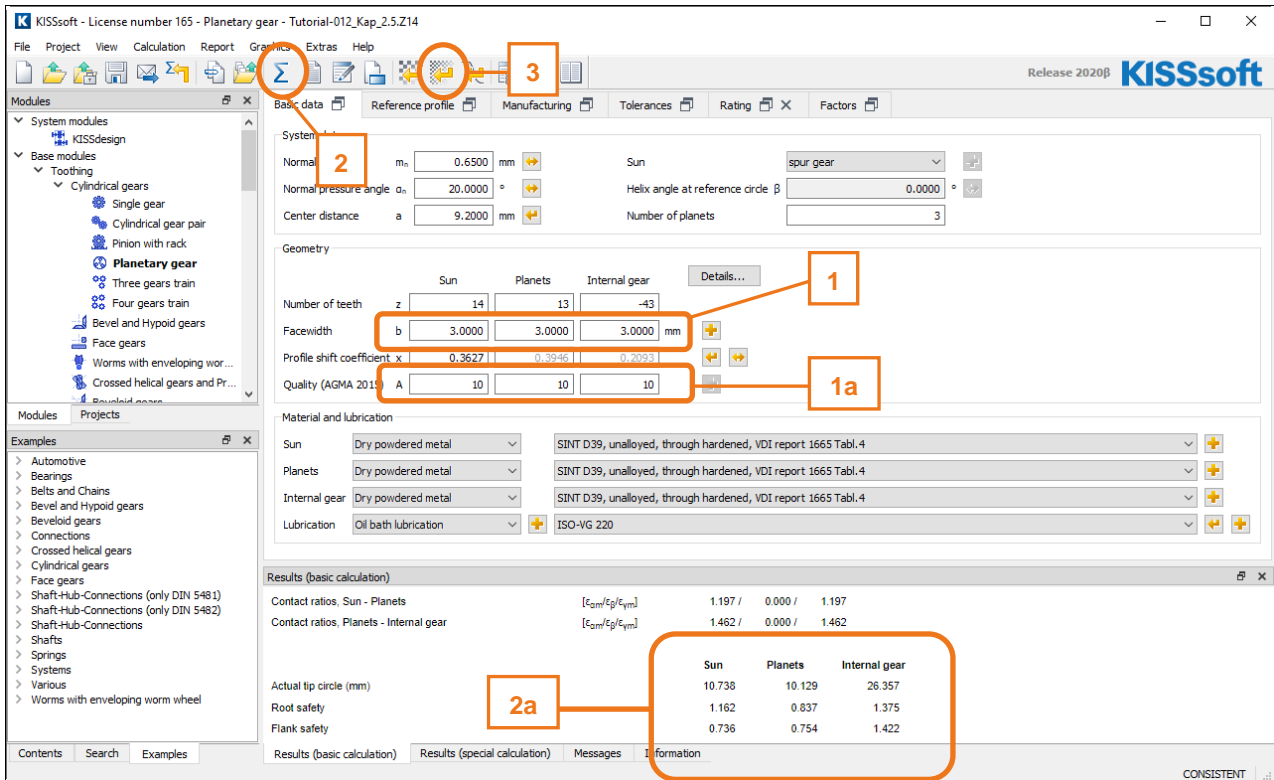 KISSsoft - License number 165 - Planetary gear - Tutorial-012_Kap_2.5.Z14
File Project View Calculation Report Graphics Extras Help
3
Release 2020β KISSsoft
Modules
System modules
KISSdesign
Base modules
Toothing
Cylindrical gears
Single gear
Cylindrical gear pair
Pinion with rack
Planetary gear
Three gears train
Four gears train
Bevel and Hypoid gears
Face gears
Worms with enveloping wor...
Crossed helical gears and Pr...
Beveloid gears
Modules Projects
Examples
Automotive
Bearings
Belts and Chains
Bevel and Hypoid gears
Beveloid gears
Connections
Crossed helical gears
Cylindrical gears
Face gears
Shaft-Hub-Connections (only DIN 5481)
Shaft-Hub-Connections (only DIN 5482)
Shaft-Hub-Connections
Shafts
Springs
Systems
Various
Worms with enveloping worm wheel
Contents Search Examples
Basic data Reference profile Manufacturing Tolerances Rating Factors
2
Normal mn 0.6500 mm Sun spur gear
Normal pressure angle αn 20.0000 ° Helix angle at reference circle β 0.0000 °
Center distance a 9.2000 mm Number of planets 3
Geometry
1
Sun Planets Internal gear Details...
Number of teeth z 14 13 -43
Facewidth b 3.0000 3.0000 3.0000 mm
Profile shift coefficient x 0.3627 0.3946 0.2093
Quality (AGMA 2015) A 10 10 10
1a
Material and lubrication
Sun Dry powdered metal SINT D39, unalloyed, through hardened, VDI report 1665 Tabl.4
Planets Dry powdered metal SINT D39, unalloyed, through hardened, VDI report 1665 Tabl.4
Internal gear Dry powdered metal SINT D39, unalloyed, through hardened, VDI report 1665 Tabl.4
Lubrication Oil bath lubrication ISO-VG 220
Results (basic calculation)
Contact ratios, Sun - Planets [εαm/εβ/εγm] 1.197 / 0.000 / 1.197
Contact ratios, Planets - Internal gear [εαm/εβ/εγm] 1.462 / 0.000 / 1.462
Sun Planets Internal gear
Actual tip circle (mm) 10.738 10.129 26.357
Root safety 1.162 0.837 1.375
Flank safety 0.736 0.754 1.422
2a
Results (basic calculation) Results (special calculation) Messages Information
CONSISTENT